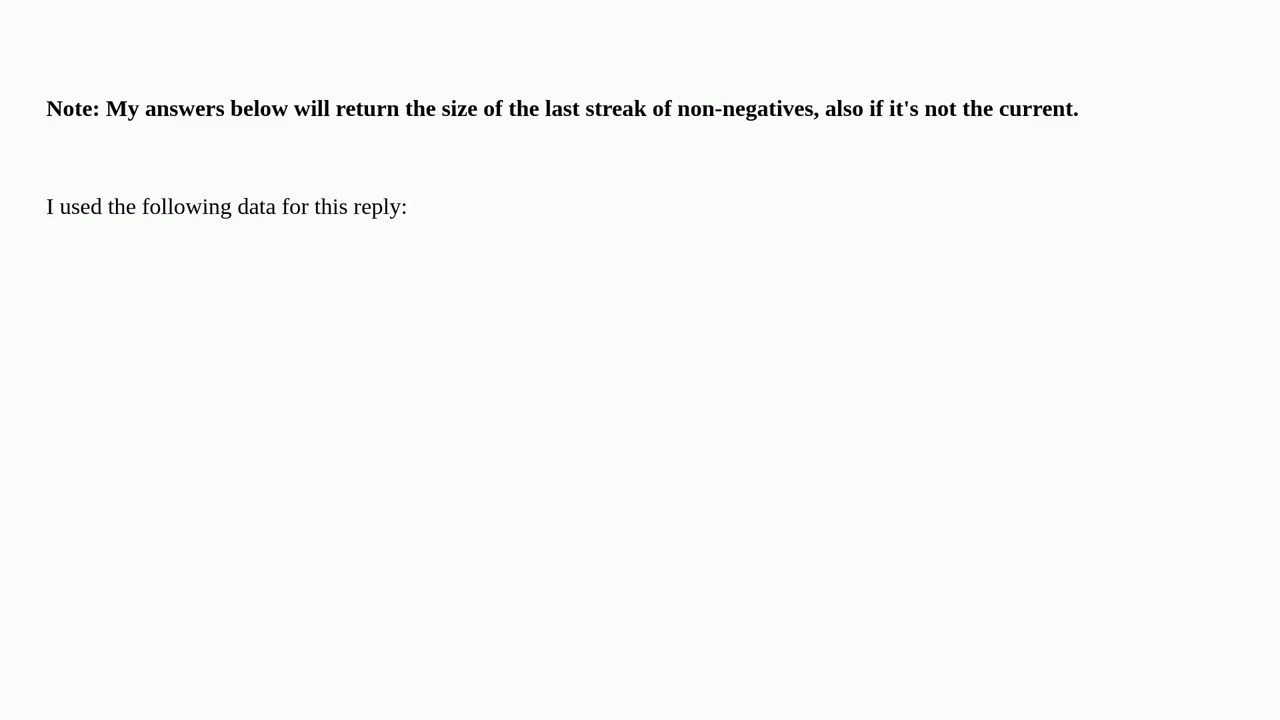 Note: My answers below will return the size of the last streak of non-negatives, also if it's not the current.
I used the following data for this reply: